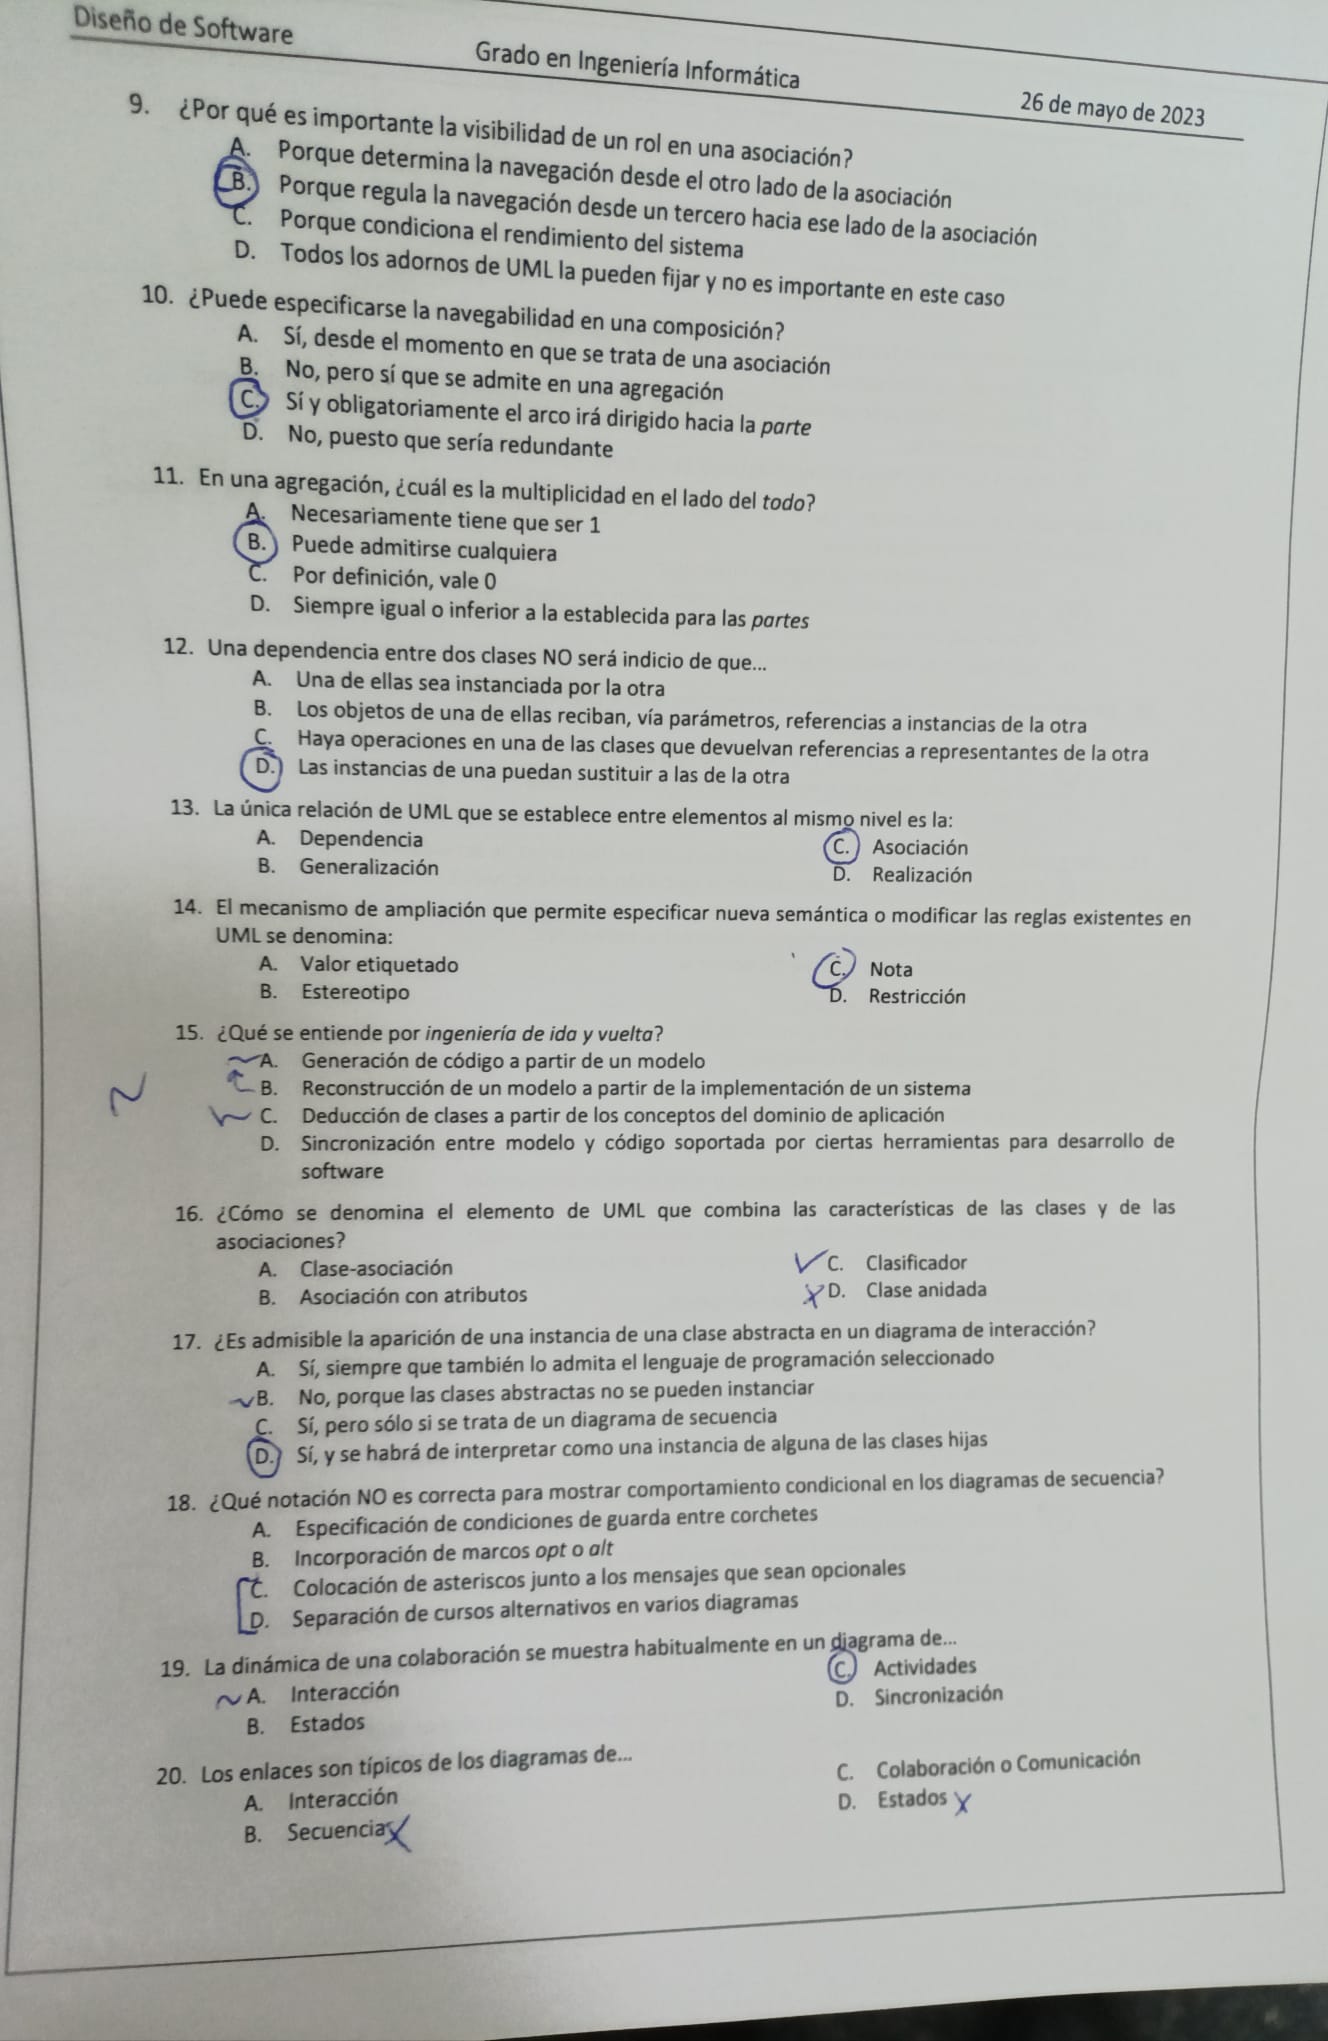 Diseño de Software
Grado en Ingeniería Informática
26 de mayo de 2023
9. ¿Por qué es importante la visibilidad de un rol en una asociación?
A. Porque determina la navegación desde el otro lado de la asociación
B. Porque regula la navegación desde un tercero hacia ese lado de la asociación
C. Porque condiciona el rendimiento del sistema
D. Todos los adornos de UML la pueden fijar y no es importante en este caso
10. ¿Puede especificarse la navegabilidad en una composición?
A. Sí, desde el momento en que se trata de una asociación
B. No, pero sí que se admite en una agregación
C. Sí y obligatoriamente el arco irá dirigido hacia la parte
D. No, puesto que sería redundante
11. En una agregación, ¿cuál es la multiplicidad en el lado del todo?
A. Necesariamente tiene que ser 1
B. Puede admitirse cualquiera
C. Por definición, vale 0
D. Siempre igual o inferior a la establecida para las partes
12. Una dependencia entre dos clases NO será indicio de que...
A. Una de ellas sea instanciada por la otra
B. Los objetos de una de ellas reciban, vía parámetros, referencias a instancias de la otra
C. Haya operaciones en una de las clases que devuelvan referencias a representantes de la otra
D. Las instancias de una puedan sustituir a las de la otra
13. La única relación de UML que se establece entre elementos al mismo nivel es la:
A. Dependencia
B. Generalización
C. Asociación
D. Realización
14. El mecanismo de ampliación que permite especificar nueva semántica o modificar las reglas existentes en
UML se denomina:
A. Valor etiquetado
B. Estereotipo
C. Nota
D. Restricción
15. ¿Qué se entiende por ingeniería de ida y vuelta?
A. Generación de código a partir de un modelo
B. Reconstrucción de un modelo a partir de la implementación de un sistema
C. Deducción de clases a partir de los conceptos del dominio de aplicación
D. Sincronización entre modelo y código soportada por ciertas herramientas para desarrollo de
software
16. ¿Cómo se denomina el elemento de UML que combina las características de las clases y de las
asociaciones?
A. Clase-asociación
B. Asociación con atributos
C. Clasificador
D. Clase anidada
17. ¿Es admisible la aparición de una instancia de una clase abstracta en un diagrama de interacción?
A. Sí, siempre que también lo admita el lenguaje de programación seleccionado
B. No, porque las clases abstractas no se pueden instanciar
C. Sí, pero sólo si se trata de un diagrama de secuencia
D. Sí, y se habrá de interpretar como una instancia de alguna de las clases hijas
18. ¿Qué notación NO es correcta para mostrar comportamiento condicional en los diagramas de secuencia?
A. Especificación de condiciones de guarda entre corchetes
B. Incorporación de marcos opt o alt
C. Colocación de asteriscos junto a los mensajes que sean opcionales
D. Separación de cursos alternativos en varios diagramas
19. La dinámica de una colaboración se muestra habitualmente en un diagrama de...
A. Interacción
B. Estados
C. Actividades
D. Sincronización
20. Los enlaces son típicos de los diagramas de...
A. Interacción
B. Secuencia
C. Colaboración o Comunicación
D. Estados